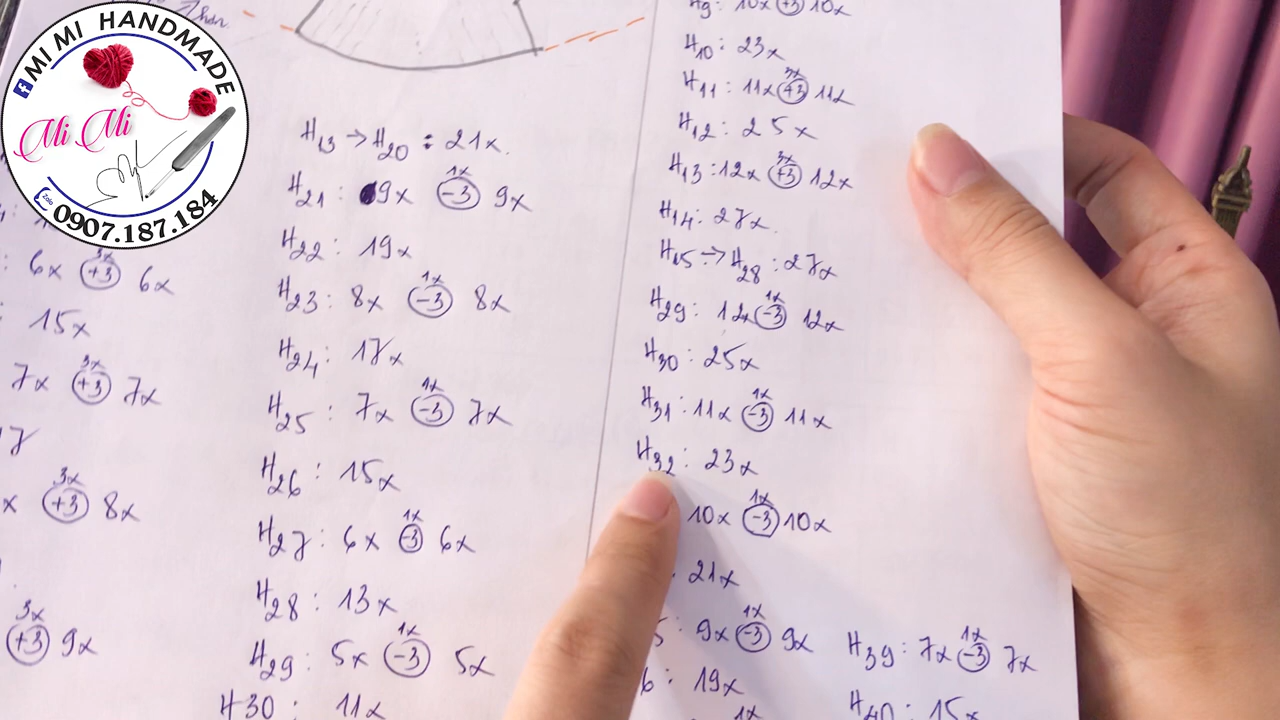 MI MI HANDMADE
Mi Mi
Zalo
0907.187.184
6x +3 6x
15x
3x
7x +3 7x
17
3x
x +3 8x
3x
+3 9x
H13 → H20 : 21x.
1x
H21 : 9x -3 9x
H22 : 19x
1x
H23 : 8x -3 8x
H24 : 17x
1x
H25 : 7x -3 7x
H26 : 15x
1x
H27 : 6x -3 6x
H28 : 13x
1x
H29 : 5x -3 5x
H30 : 11x
H9 : 10x +3 10x
H10 : 23x
3x
H11 : 11x +3 11x
H12 : 25x
3x
H13 : 12x +3 12x
H14 : 27x.
H15 → H28 : 27x
1x
H29 : 12x -3 12x
H30 : 25x
1x
H31 : 11x -3 11x
H32 : 23x
1x
10x -3 10x
: 21x
1x
5 : 9x -3 9x
6 : 19x
1x
1x
H39 : 7x -3 7x
H40 : 15x